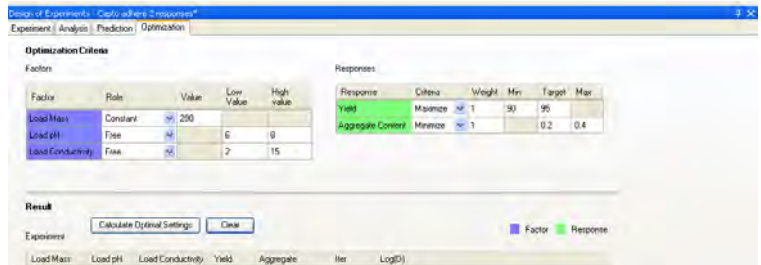 Design of Experiments - Capto adhere 2 responses*
Experiment Analysis Prediction Optimization
Optimization Criteria
Factors Responses
Factor Role Value Low Value High value
Response Criteria Weight Min Target Max
Load Mass Constant 290
Yield Maximize 1 90 95
Load pH Free 6 8
Aggregate Content Minimize 1 0.2 0.4
Load Conductivity Free 2 15
Result
Calculate Optimal Settings Clear
Experiment Factor Response
Load Mass Load pH Load Conductivity Yield Aggregate Iter Log(D)